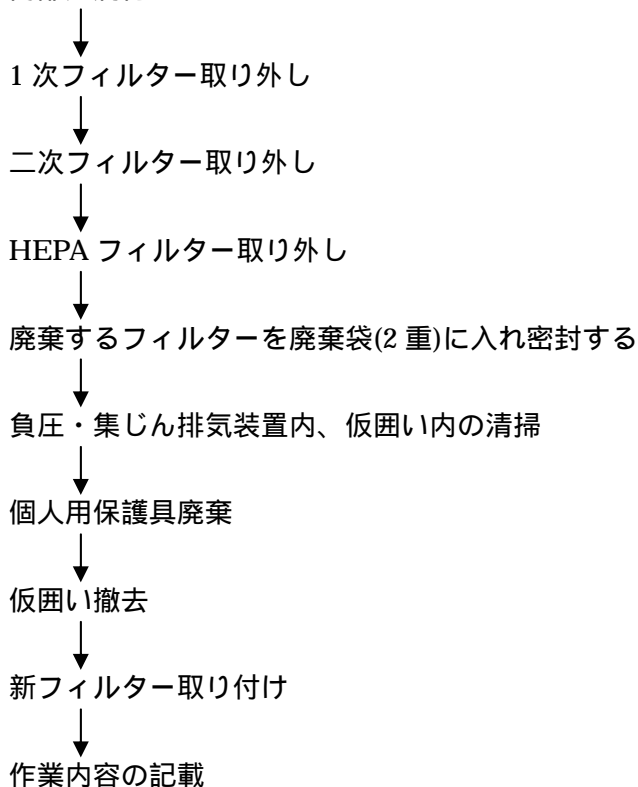 1 次フィルター取り外し
二次フィルター取り外し
HEPA フィルター取り外し
廃棄するフィルターを廃棄袋(2 重)に入れ密封する
負圧・集じん排気装置内、仮囲い内の清掃
個人用保護具廃棄
仮囲い撤去
新フィルター取り付け
作業内容の記載